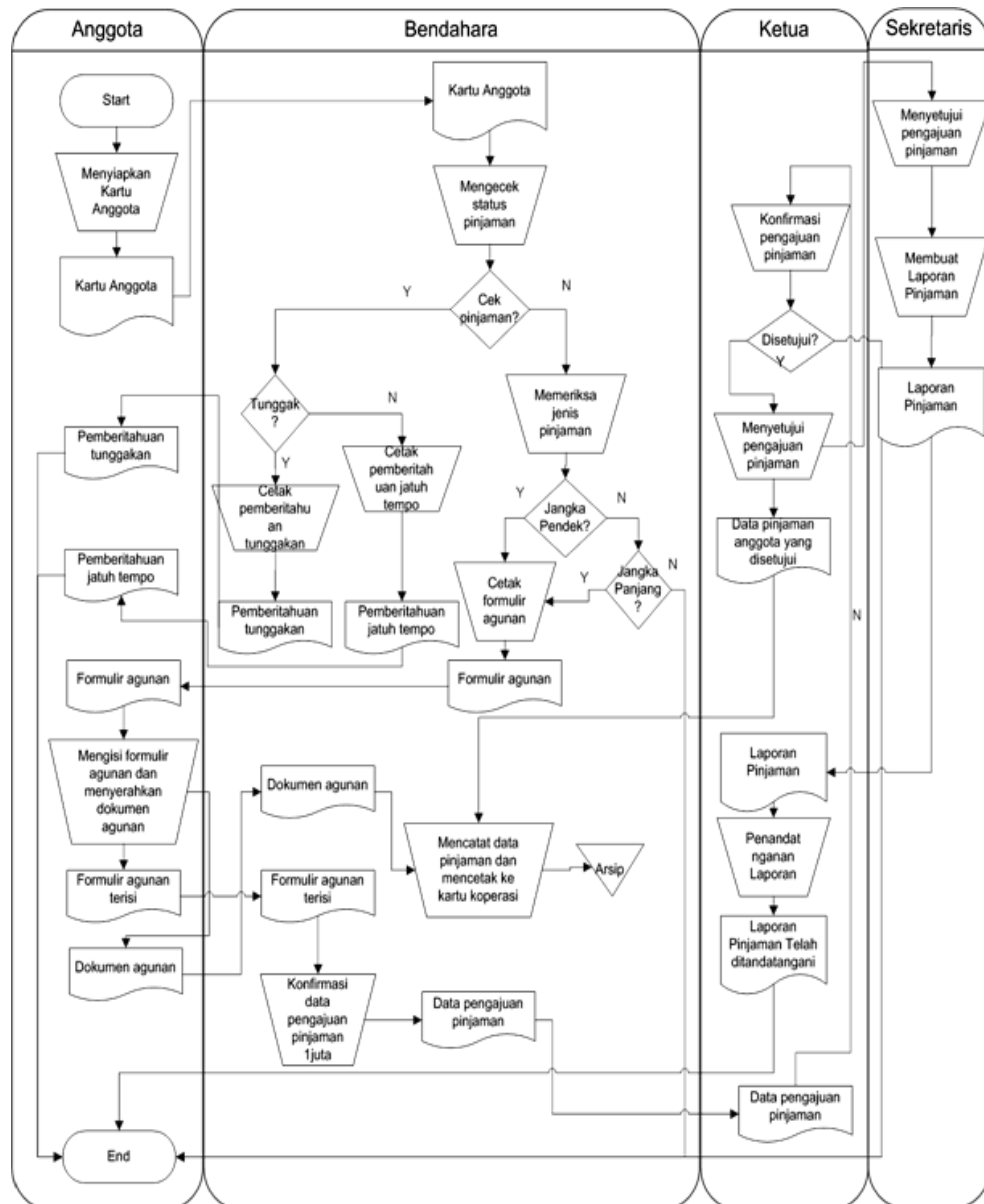 Anggota
Bendahara
Ketua
Sekretaris
Start
Menyiapkan
Kartu
Anggota
Kartu Anggota
Kartu Anggota
Mengecek
status
pinjaman
Y
Cek
pinjaman?
N
Tunggak
?
N
Y
Cetak
pemberitah
uan jatuh
tempo
Cetak
pemberitahu
an
tunggakan
Pemberitahuan
tunggakan
Pemberitahuan
jatuh tempo
Pemberitahuan
tunggakan
Pemberitahuan
jatuh tempo
Memeriksa
jenis
pinjaman
Y
Jangka
Pendek?
N
Cetak
formulir
agunan
Y
Jangka
Panjang
?
N
Formulir agunan
Formulir agunan
Mengisi formulir
agunan dan
menyerahkan
dokumen
agunan
Formulir agunan
terisi
Dokumen agunan
Dokumen agunan
Formulir agunan
terisi
Konfirmasi
data
pengajuan
pinjaman
1juta
Data pengajuan
pinjaman
Mencatat data
pinjaman dan
mencetak ke
kartu koperasi
Arsip
Konfirmasi
pengajuan
pinjaman
Disetujui?
Y
N
Menyetujui
pengajuan
pinjaman
Data pinjaman
anggota yang
disetujui
Laporan
Pinjaman
Penandat
nganan
Laporan
Laporan
Pinjaman Telah
ditandatangani
Data pengajuan
pinjaman
Menyetujui
pengajuan
pinjaman
Membuat
Laporan
Pinjaman
Laporan
Pinjaman
End